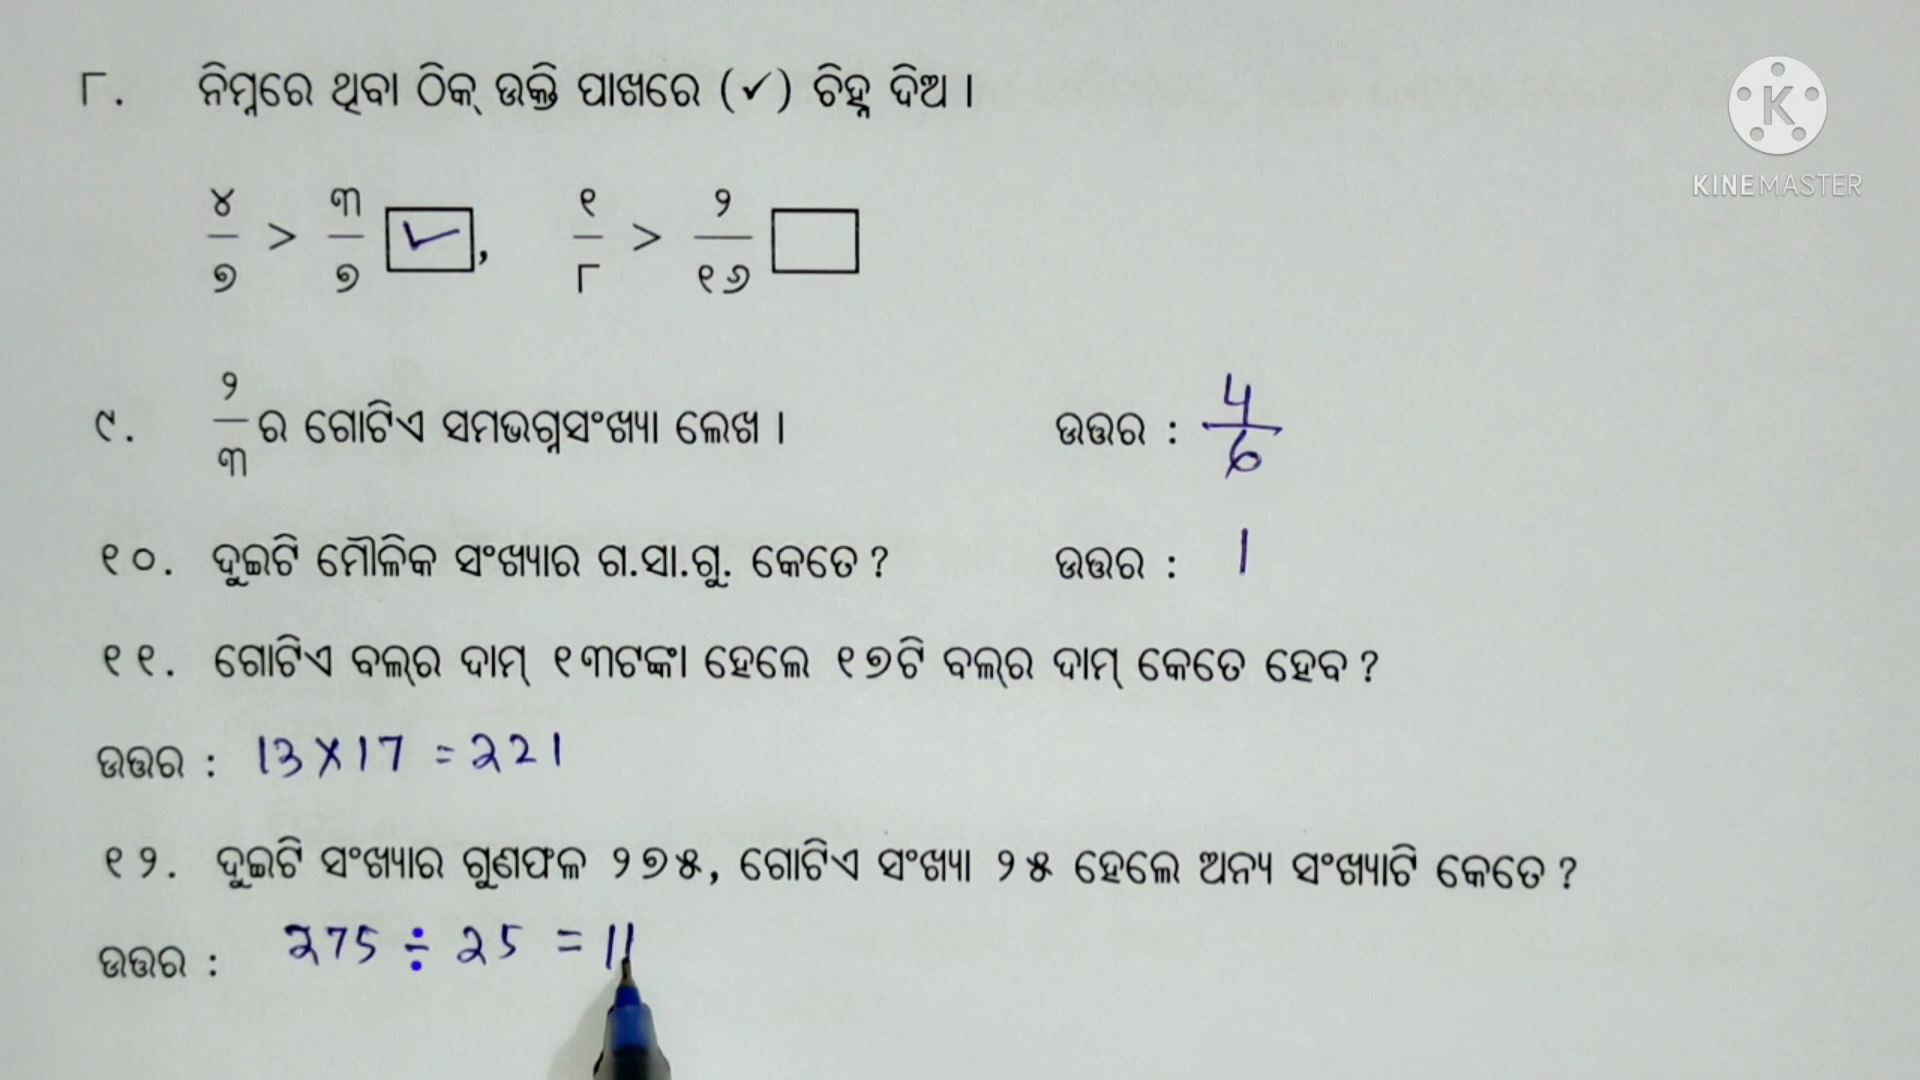 ୮. ନିମ୍ନରେ ଥିବା ଠିକ୍ ଉକ୍ତି ପାଖରେ (✓) ଚିହ୍ନ ଦିଅ ।
KINEMASTER
୪/୭ > ୩/୭ ✓, ୧/୮ > ୨/୧୬
୯. ୨/୩ ର ଗୋଟିଏ ସମଭଗ୍ନସଂଖ୍ୟା ଲେଖ । ଉତ୍ତର : 4/6
୧୦. ଦୁଇଟି ମୌଳିକ ସଂଖ୍ୟାର ଗ.ସା.ଗୁ. କେତେ ? ଉତ୍ତର : 1
୧୧. ଗୋଟିଏ ବଲ୍‌ର ଦାମ୍ ୧୩ଟଙ୍କା ହେଲେ ୧୭ଟି ବଲ୍‌ର ଦାମ୍ କେତେ ହେବ ?
ଉତ୍ତର : 13 X 17 = 221
୧୨. ଦୁଇଟି ସଂଖ୍ୟାର ଗୁଣଫଳ ୨୭୫, ଗୋଟିଏ ସଂଖ୍ୟା ୨୫ ହେଲେ ଅନ୍ୟ ସଂଖ୍ୟାଟି କେତେ ?
ଉତ୍ତର : 275 ÷ 25 = 11